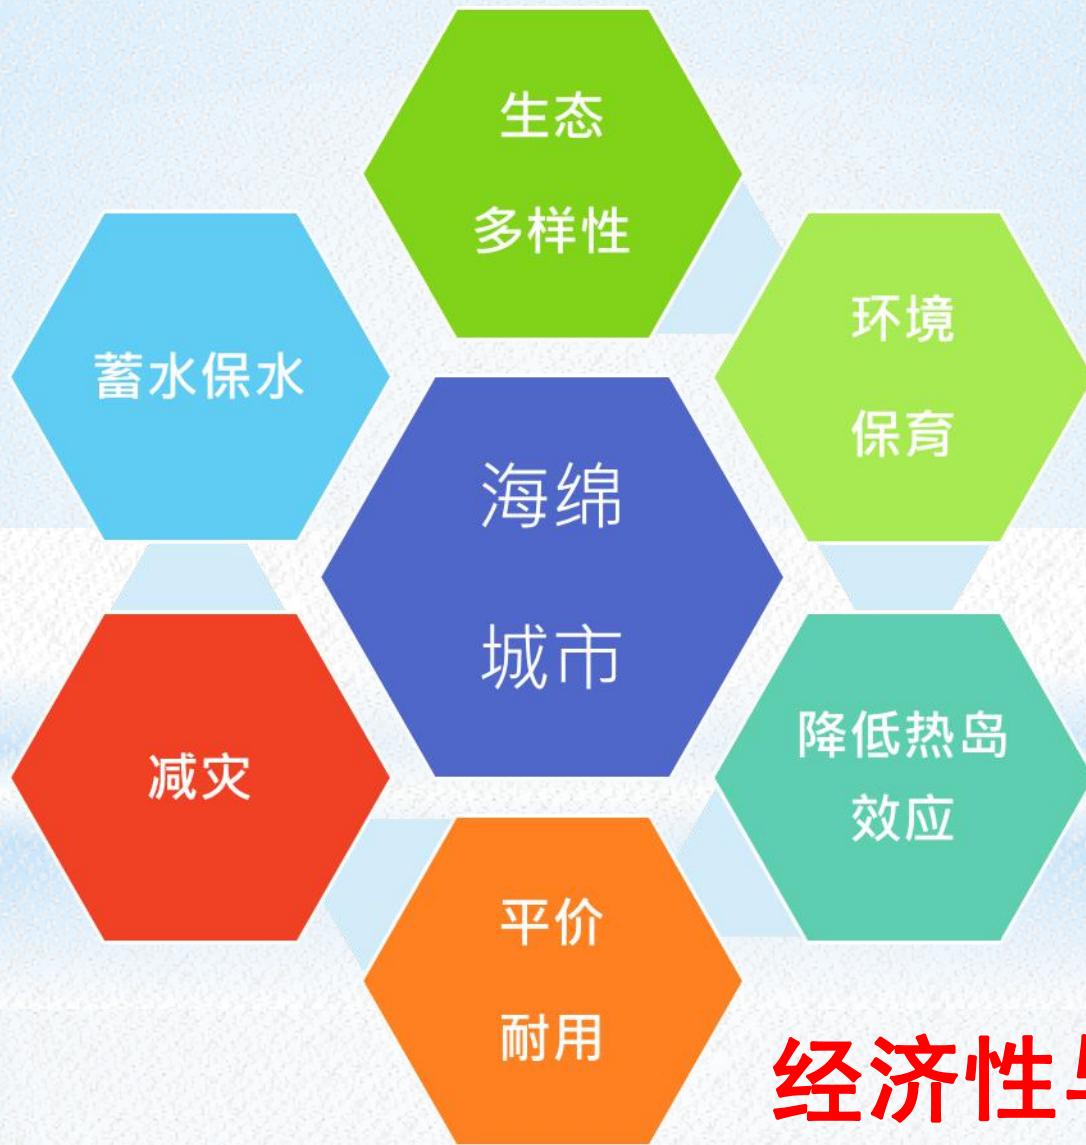 生态
多样性
环境
保育
蓄水保水
海绵
城市
降低热岛
效应
减灾
平价
耐用
经济性